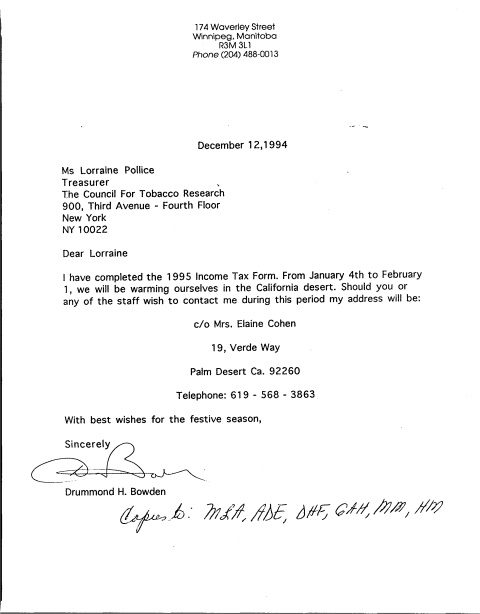 174 Waverley Street
Winnipeg, Manitoba
R3M 3L1
Phone (204) 488-0013
December 12,1994
Ms Lorraine Pollice
Treasurer
The Council For Tobacco Research
900, Third Avenue - Fourth Floor
New York
NY 10022
Dear Lorraine
I have completed the 1995 Income Tax Form. From January 4th to February
1, we will be warming ourselves in the California desert. Should you or
any of the staff wish to contact me during this period my address will be:
c/o Mrs. Elaine Cohen
19, Verde Way
Palm Desert Ca. 92260
Telephone: 619 - 568 - 3863
With best wishes for the festive season,
Sincerely
Drummond H. Bowden
Copies to: MLA, ADE, DHF, GAH, MM, HM